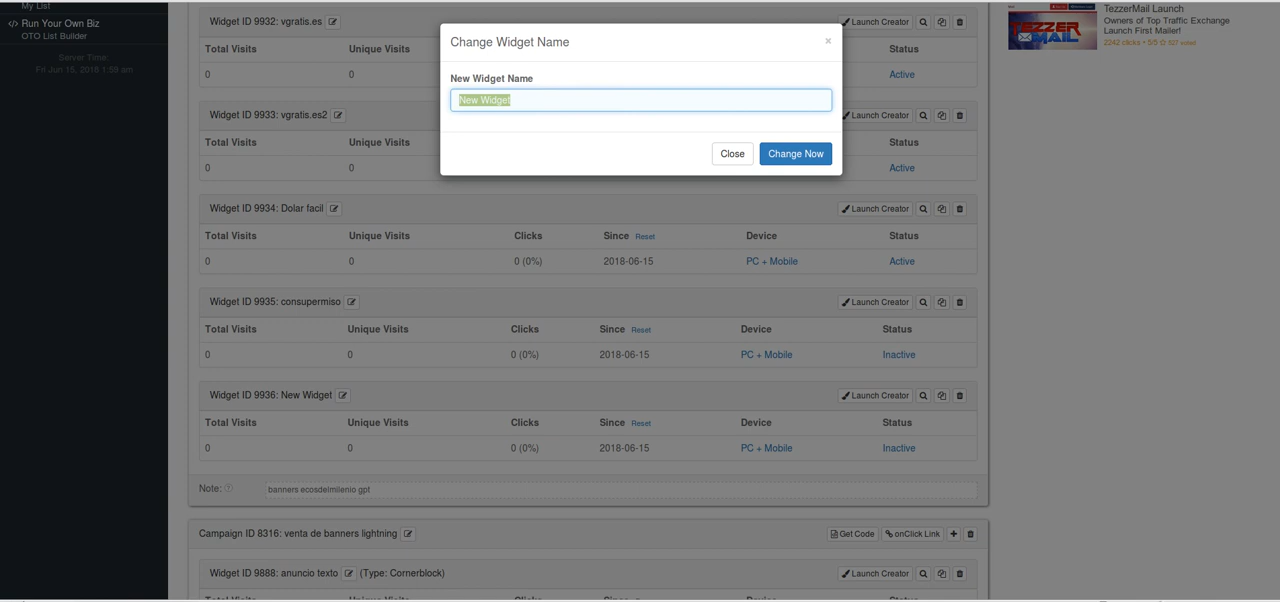 My List
</> Run Your Own Biz
OTO List Builder
Server Time:
Fri Jun 15, 2018 1:59 am
Widget ID 9932: vgratis.es Launch Creator
Total Visits Unique Visits Status
0 0 Active
Change Widget Name ×
New Widget Name
New Widget
Close Change Now
Widget ID 9933: vgratis.es2 Launch Creator
Total Visits Unique Visits Status
0 0 Active
Widget ID 9934: Dolar facil Launch Creator
Total Visits Unique Visits Clicks Since Reset Device Status
0 0 0 (0%) 2018-06-15 PC + Mobile Active
Widget ID 9935: consupermiso Launch Creator
Total Visits Unique Visits Clicks Since Reset Device Status
0 0 0 (0%) 2018-06-15 PC + Mobile Inactive
Widget ID 9936: New Widget Launch Creator
Total Visits Unique Visits Clicks Since Reset Device Status
0 0 0 (0%) 2018-06-15 PC + Mobile Inactive
Note: banners ecosdelmilenio gpt
Campaign ID 8316: venta de banners lightning Get Code onClick Link
Widget ID 9888: anuncio texto (Type: Cornerblock) Launch Creator
TEZZER
MAIL
TezzerMail Launch
Owners of Top Traffic Exchange
Launch First Mailer!
2242 clicks • 5/5 ☆ 527 voted